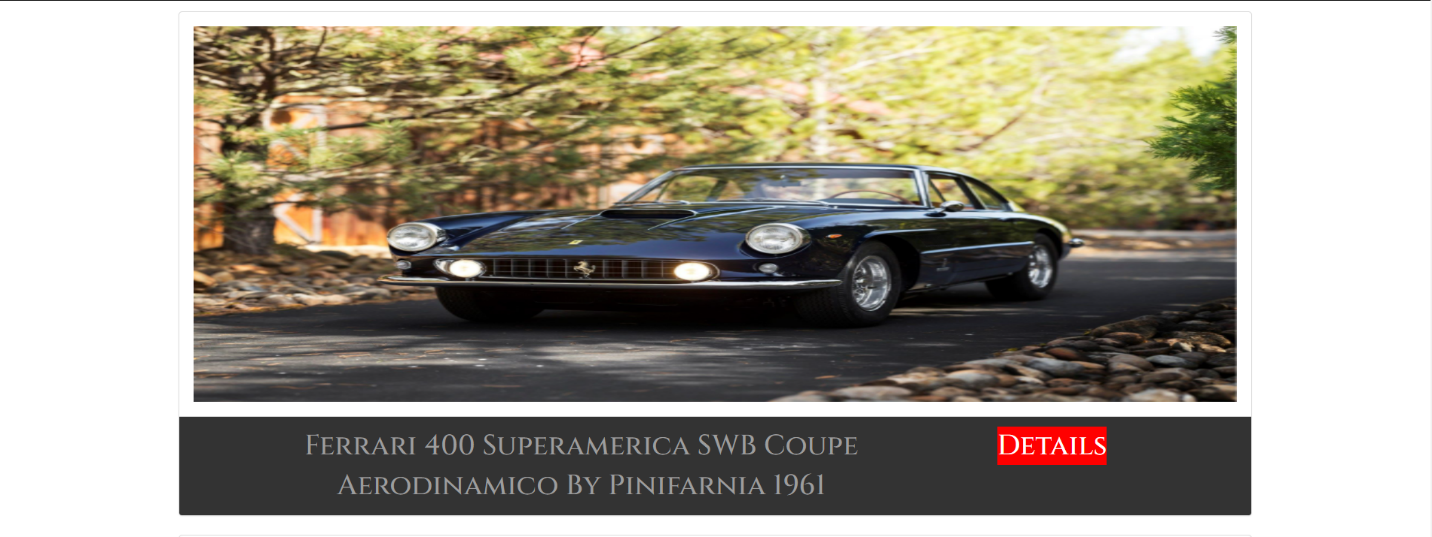 Ferrari 400 Superamerica SWB Coupe
Aerodinamico By Pinifarnia 1961
Details